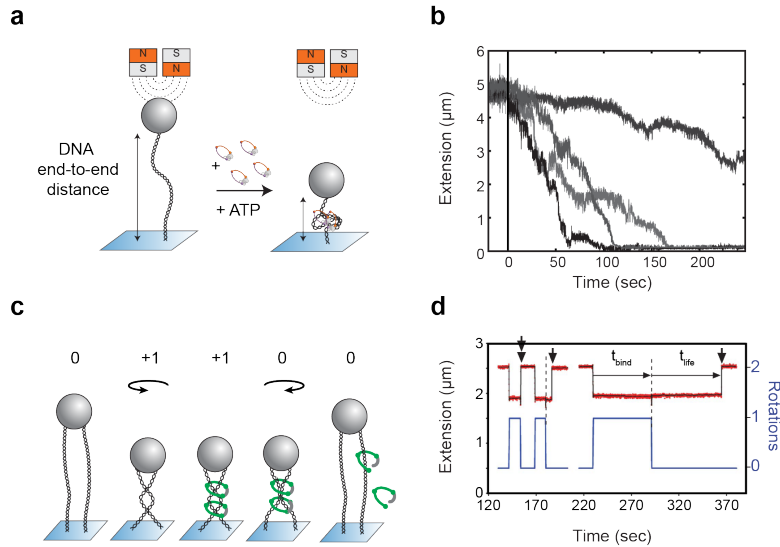 a
N S
S N
N S
S N
DNA
end-to-end
distance
+
+ ATP
b
6
5
4
3
2
1
0
Extension (μm)
0 50 100 150 200
Time (sec)
c
0 +1 +1 0 0
d
3
2
1
0
Extension (μm)
t bind
t life
2
1
0
Rotations
120 170 220 270 320 370
Time (sec)